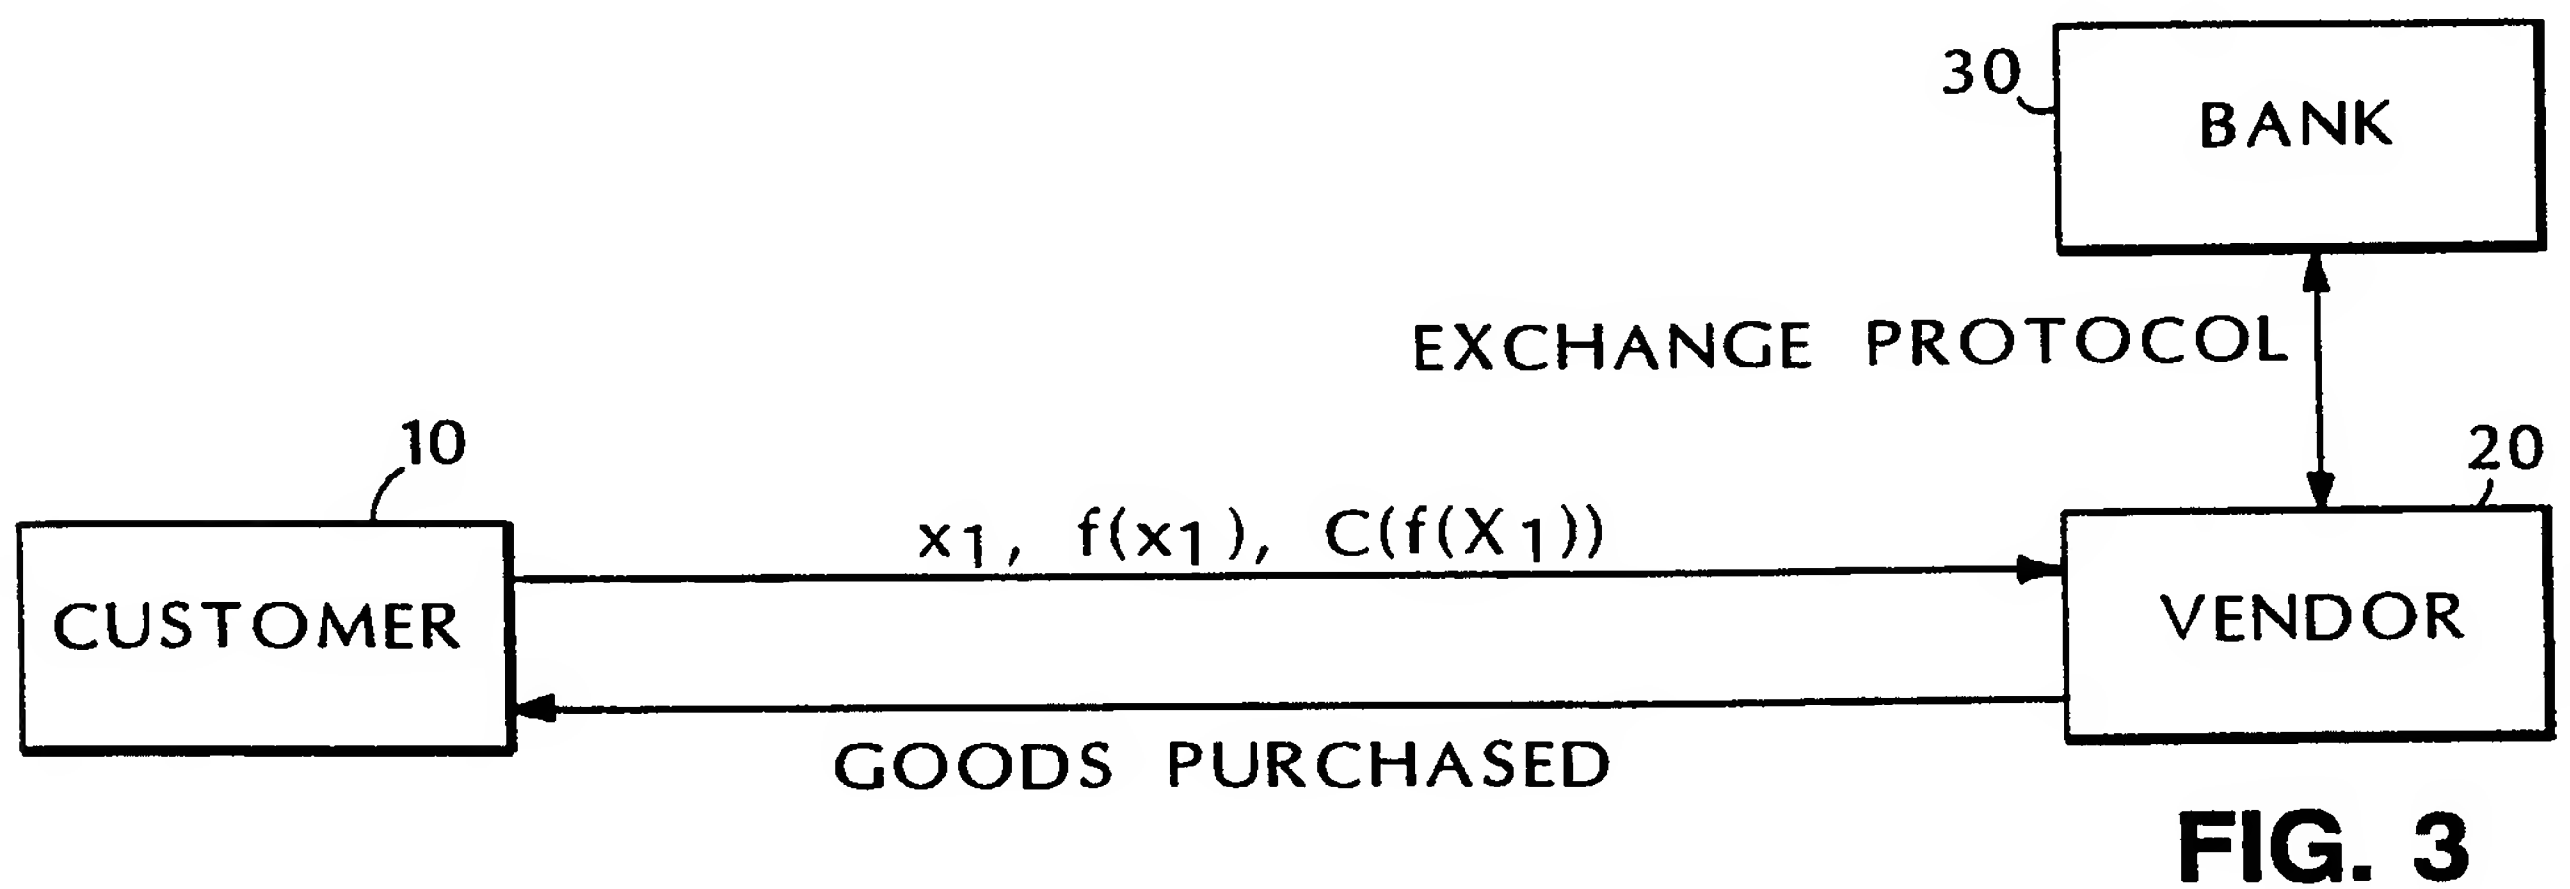 30
BANK
EXCHANGE PROTOCOL
10
20
x1, f(x1), C(f(X1))
CUSTOMER
VENDOR
GOODS PURCHASED
FIG. 3